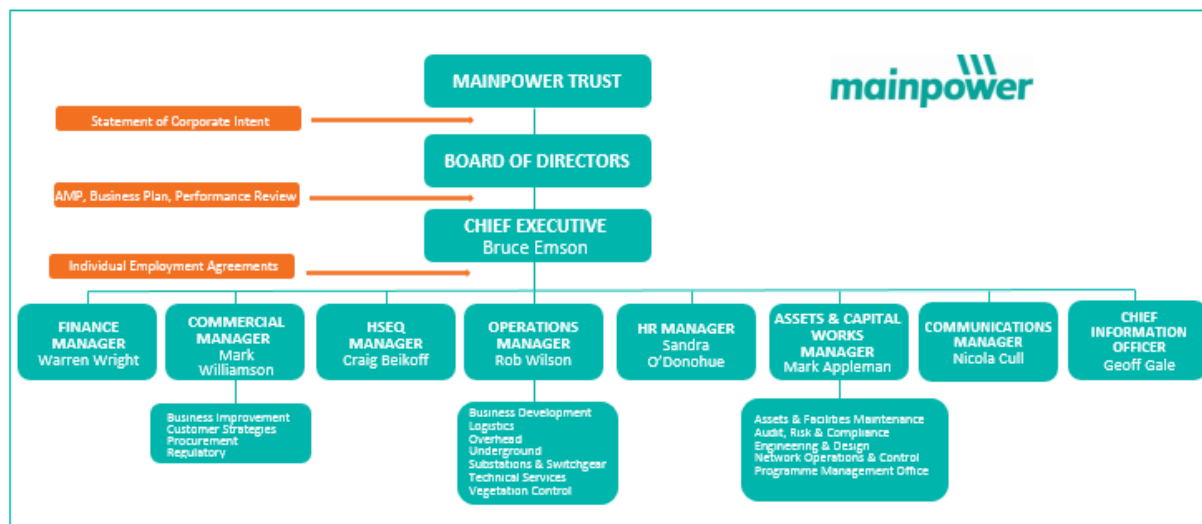 MAINPOWER TRUST
mainpower
Statement of Corporate Intent
BOARD OF DIRECTORS
AMP, Business Plan, Performance Review
CHIEF EXECUTIVE
Bruce Emson
Individual Employment Agreements
FINANCE
MANAGER
Warren Wright
COMMERCIAL
MANAGER
Mark
Williamson
HSEQ
MANAGER
Craig Beikoff
OPERATIONS
MANAGER
Rob Wilson
HR MANAGER
Sandra
O'Donohue
ASSETS & CAPITAL
WORKS
MANAGER
Mark Appleman
COMMUNICATIONS
MANAGER
Nicola Cull
CHIEF
INFORMATION
OFFICER
Geoff Gale
Business Improvement
Customer Strategies
Procurement
Regulatory
Business Development
Logistics
Overhead
Underground
Substations & Switchgear
Technical Services
Vegetation Control
Assets & Facilities Maintenance
Audit, Risk & Compliance
Engineering & Design
Network Operations & Control
Programme Management Office